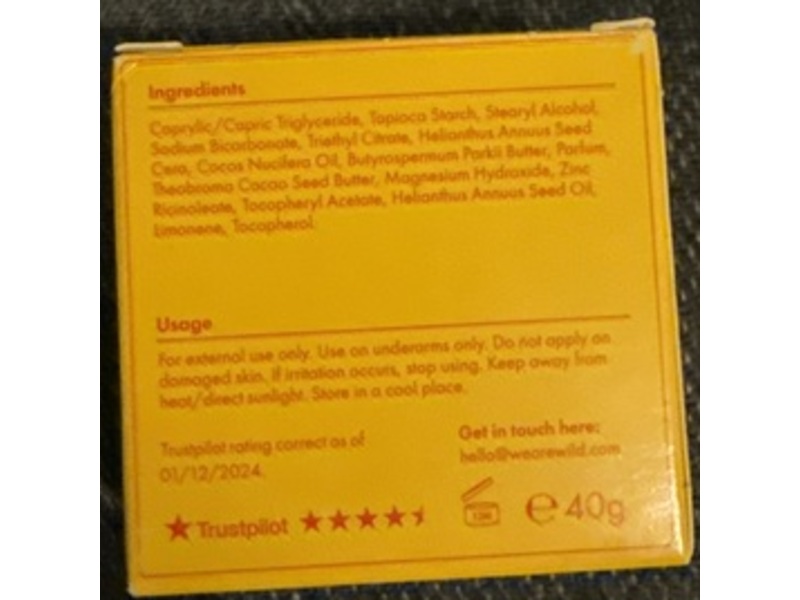 Ingredients
Caprylic/Capric Triglyceride, Tapioca Starch, Stearyl Alcohol,
Sodium Bicarbonate, Triethyl Citrate, Helianthus Annuus Seed
Cera, Cocos Nucifera Oil, Butyrospermum Parkii Butter, Parfum,
Theobroma Cacao Seed Butter, Magnesium Hydroxide, Zinc
Ricinoleate, Tocopheryl Acetate, Helianthus Annuus Seed Oil,
Limonene, Tocopherol.
Usage
For external use only. Use on underarms only. Do not apply on
damaged skin. If irritation occurs, stop using. Keep away from
heat/direct sunlight. Store in a cool place.
Trustpilot rating correct as of
01/12/2024.
Get in touch here:
hello@wearewild.com
Trustpilot
12M
e 40g